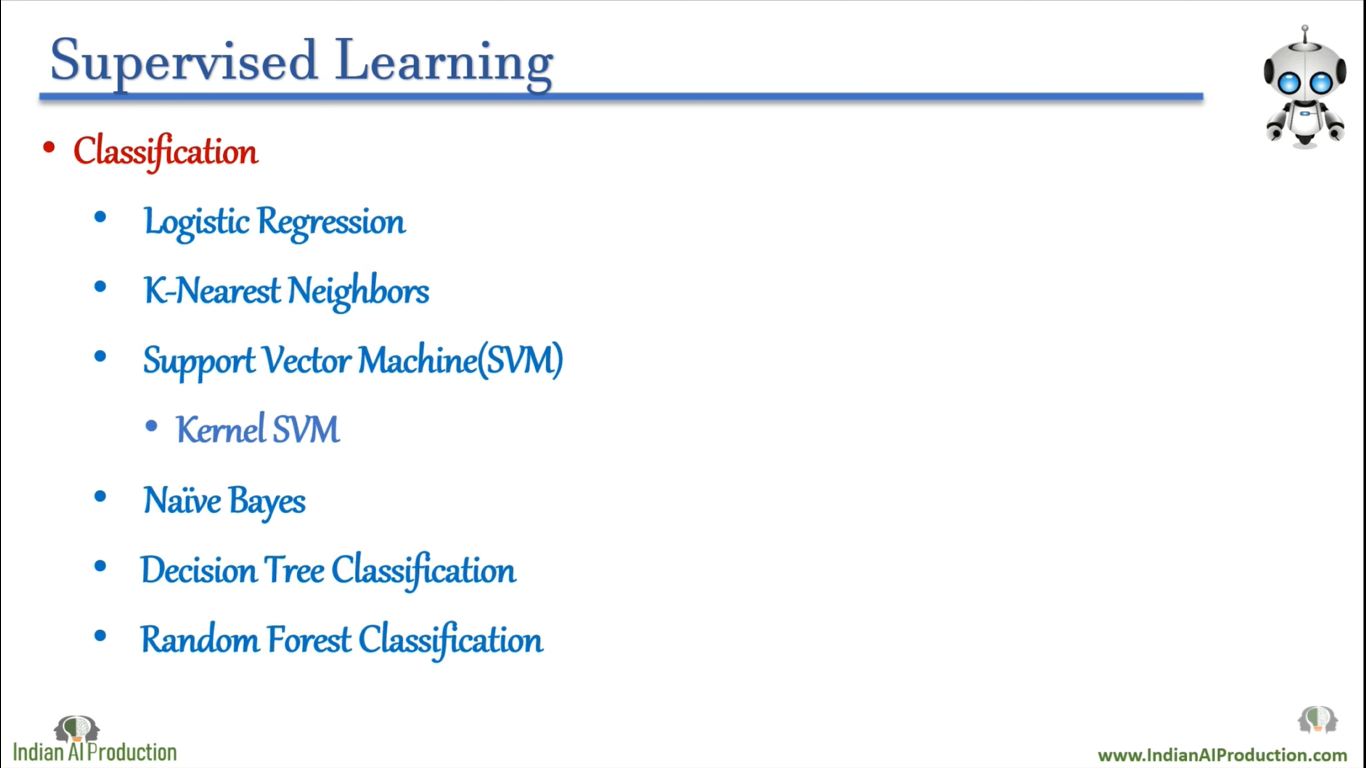 Supervised Learning
• Classification
• Logistic Regression
• K-Nearest Neighbors
• Support Vector Machine(SVM)
• Kernel SVM
• Naïve Bayes
• Decision Tree Classification
• Random Forest Classification
Indian AI Production
www.IndianAIProduction.com